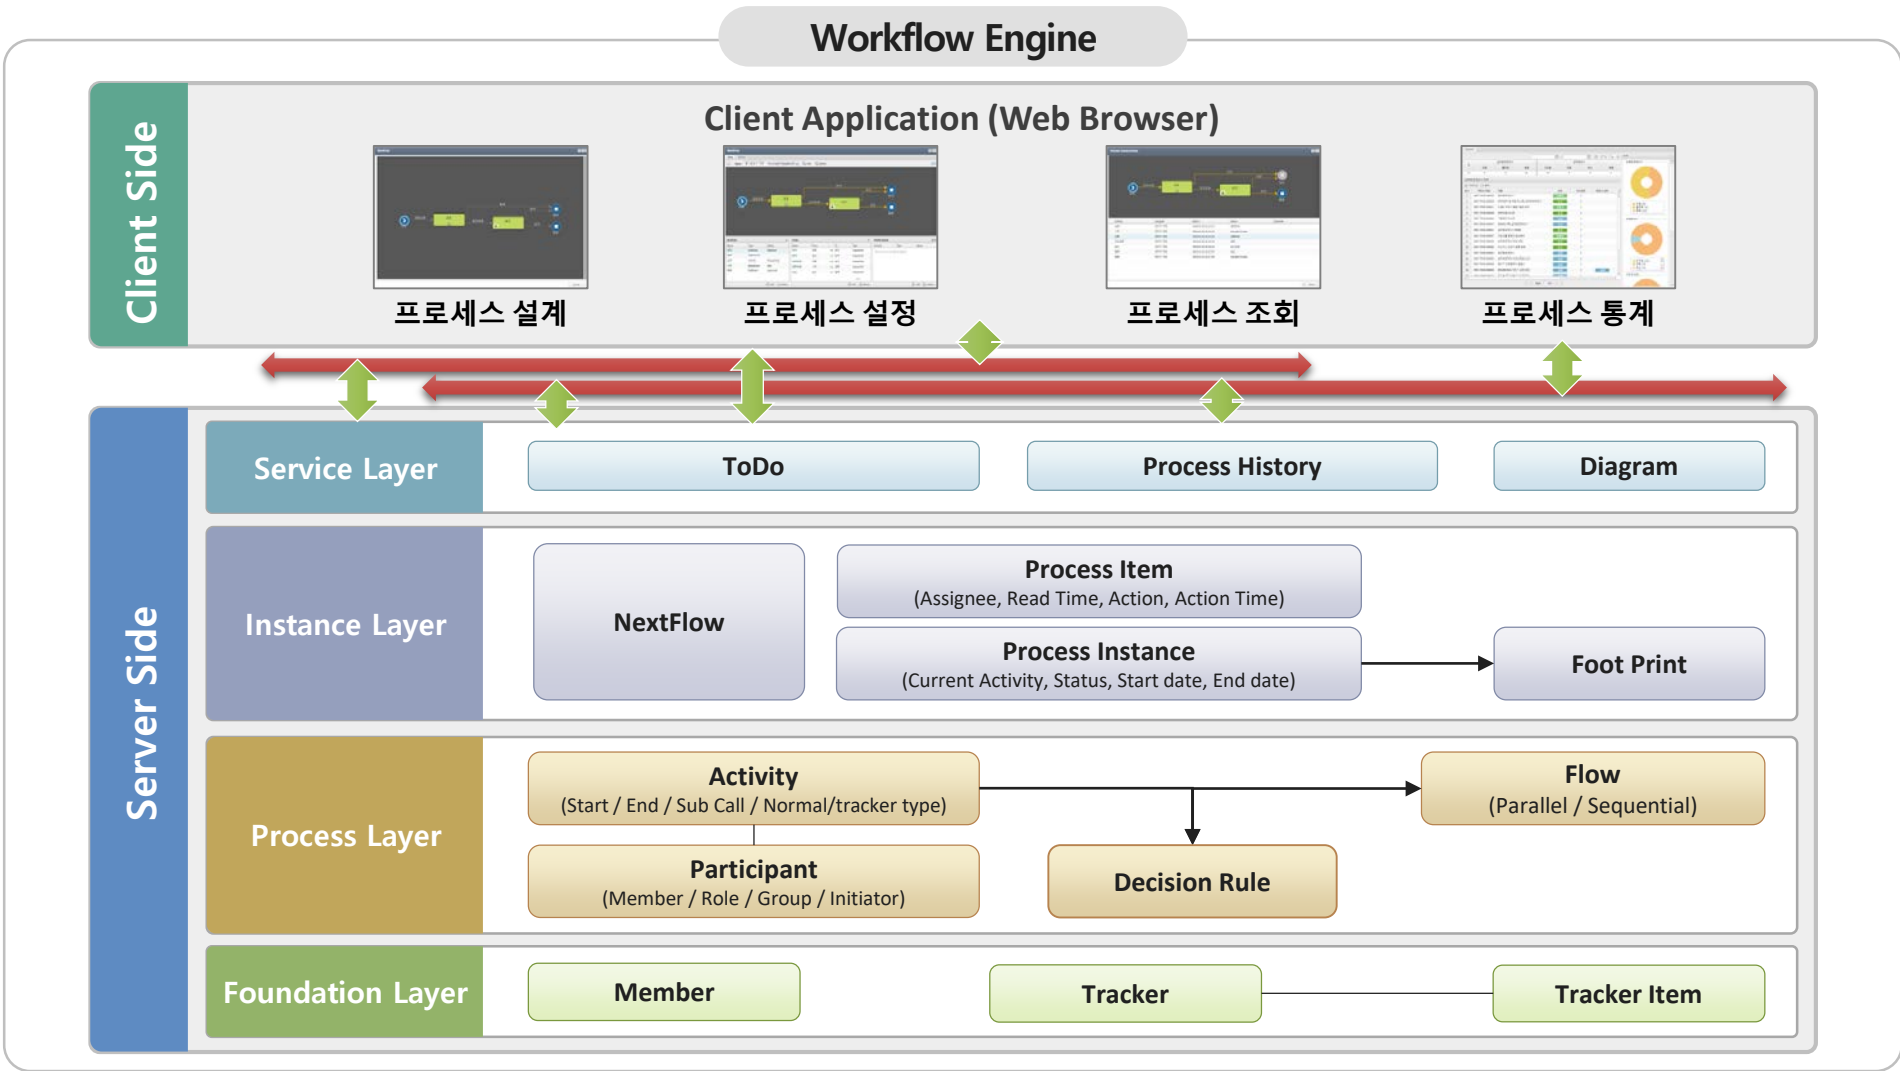 Workflow Engine
Client Side
Client Application (Web Browser)
프로세스 설계
프로세스 설정
프로세스 조회
프로세스 통계
Server Side
Service Layer
ToDo
Process History
Diagram
Instance Layer
NextFlow
Process Item
(Assignee, Read Time, Action, Action Time)
Process Instance
(Current Activity, Status, Start date, End date)
Foot Print
Process Layer
Activity
(Start / End / Sub Call / Normal/tracker type)
Flow
(Parallel / Sequential)
Participant
(Member / Role / Group / Initiator)
Decision Rule
Foundation Layer
Member
Tracker
Tracker Item